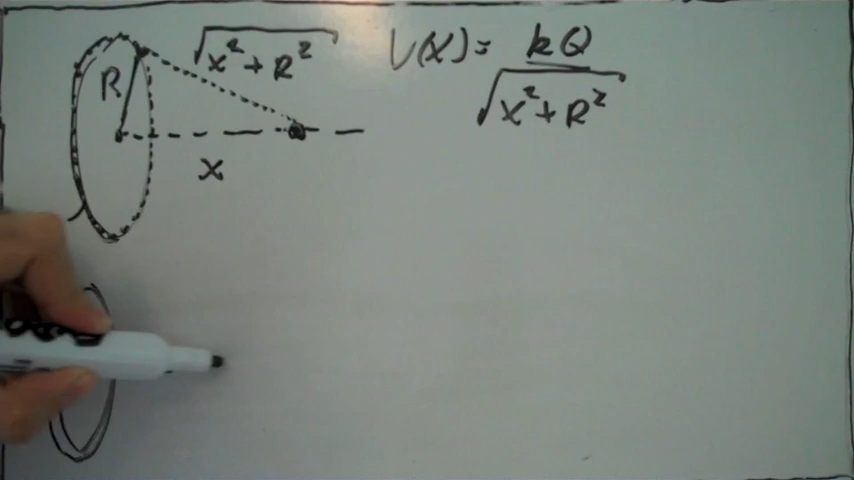 √(x² + R²)
V(x) = kQ / √(x² + R²)
R
x